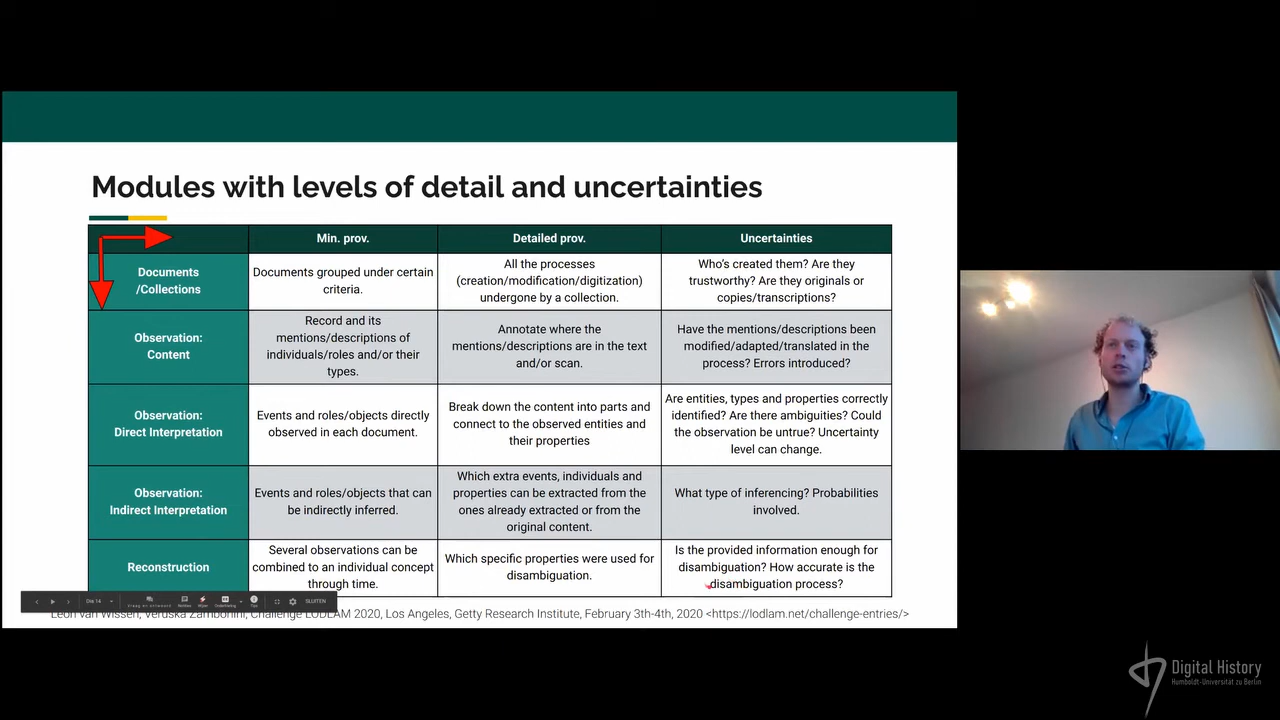 Modules with levels of detail and uncertainties
Min. prov.
Detailed prov.
Uncertainties
Documents
/Collections
Documents grouped under certain
criteria.
All the processes
(creation/modification/digitization)
undergone by a collection.
Who's created them? Are they
trustworthy? Are they originals or
copies/transcriptions?
Observation:
Content
Record and its
mentions/descriptions of
individuals/roles and/or their
types.
Annotate where the
mentions/descriptions are in the text
and/or scan.
Have the mentions/descriptions been
modified/adapted/translated in the
process? Errors introduced?
Observation:
Direct Interpretation
Events and roles/objects directly
observed in each document.
Break down the content into parts and
connect to the observed entities and
their properties
Are entities, types and properties correctly
identified? Are there ambiguities? Could
the observation be untrue? Uncertainty
level can change.
Observation:
Indirect Interpretation
Events and roles/objects that can
be indirectly inferred.
Which extra events, individuals and
properties can be extracted from the
ones already extracted or from the
original content.
What type of inferencing? Probabilities
involved.
Reconstruction
Several observations can be
combined to an individual concept
through time.
Which specific properties were used for
disambiguation.
Is the provided information enough for
disambiguation? How accurate is the
disambiguation process?
Dia 14
SLUITEN
Leon van Wissen, Veruska Zamborlini, Challenge LODLAM 2020, Los Angeles, Getty Research Institute, February 3th-4th, 2020 <https://lodlam.net/challenge-entries/>
Digital History
Humboldt-Universität zu Berlin